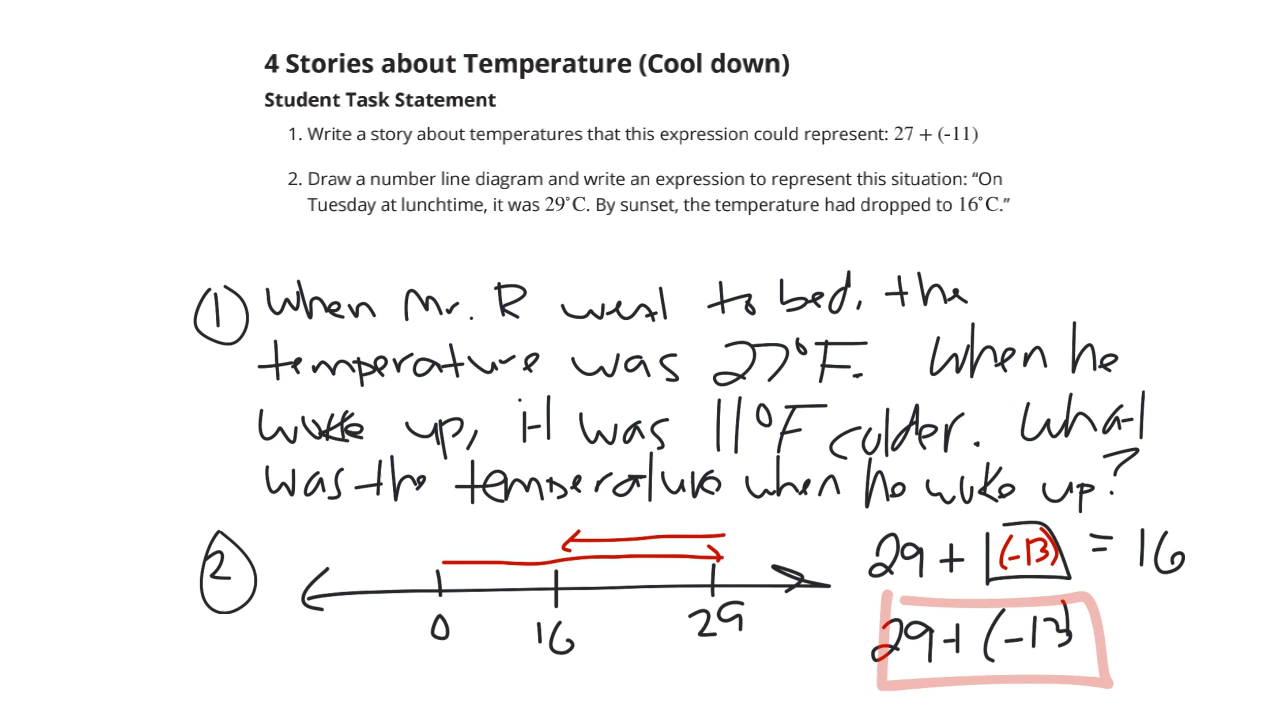 4 Stories about Temperature (Cool down)
Student Task Statement
1. Write a story about temperatures that this expression could represent: 27 + (-11)
2. Draw a number line diagram and write an expression to represent this situation: “On
Tuesday at lunchtime, it was 29°C. By sunset, the temperature had dropped to 16°C.”
1 When Mr. R went to bed, the
temperature was 27°F. When he
woke up, it was 11°F colder. What
was the temperature when he woke up?
2
0 16 29
29 + (-13) = 16
29 + (-13)